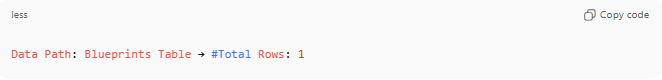 less
Copy code
Data Path: Blueprints Table → #Total Rows: 1